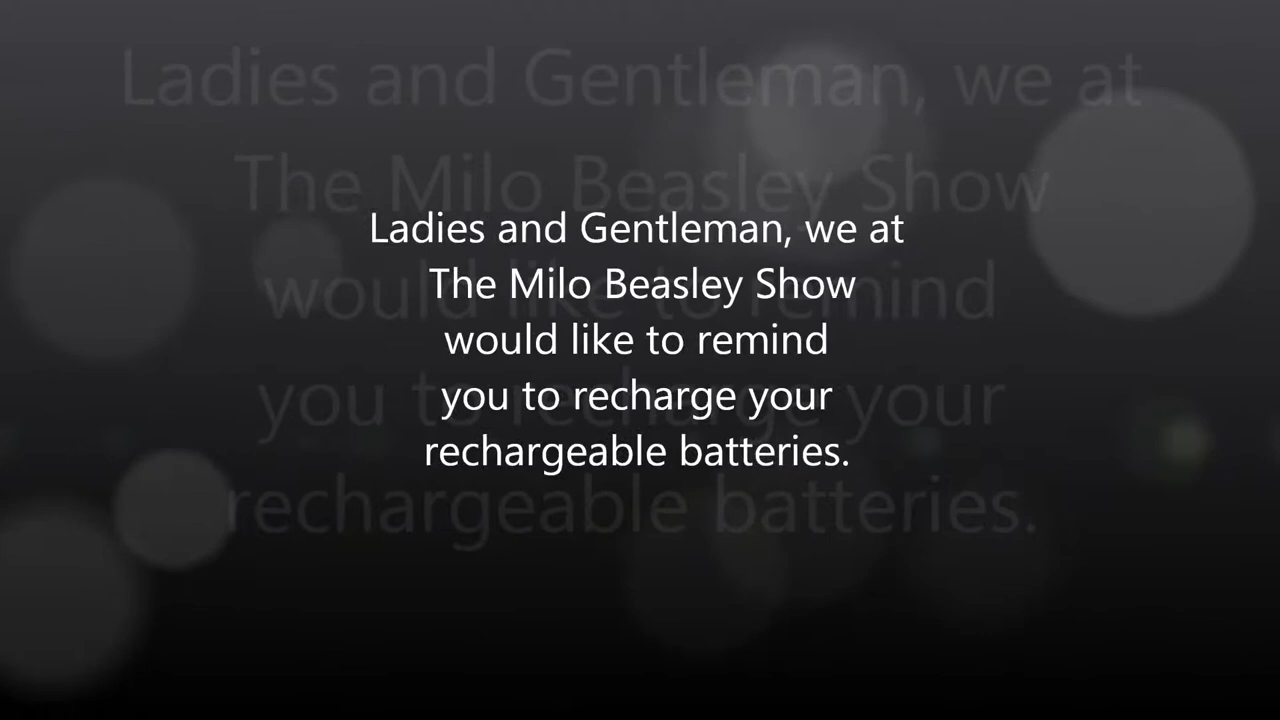 Ladies and Gentleman, we at
The Milo Beasley Show
would like to remind
you to recharge your
rechargeable batteries.